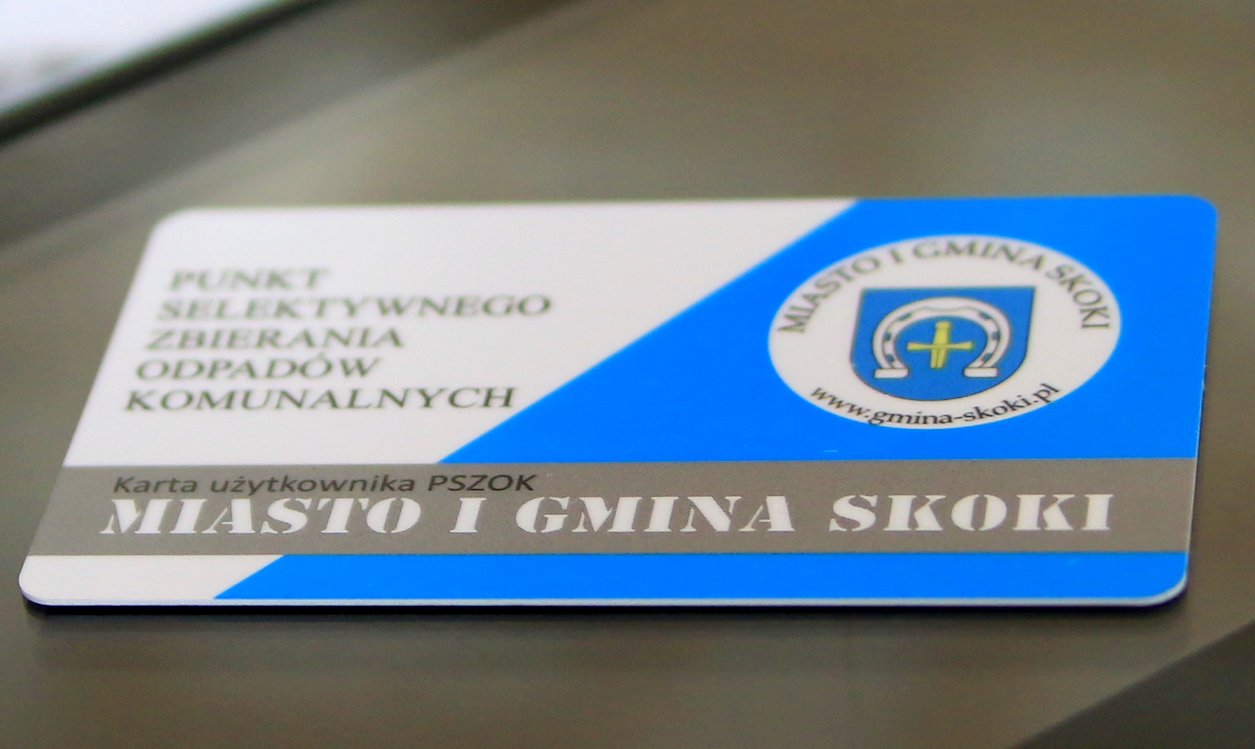 PUNKT
SELEKTYWNEGO
ZBIERANIA
ODPADÓW
KOMUNALNYCH
MIASTO I GMINA SKOKI
www.gmina-skoki.pl
Karta użytkownika PSZOK
MIASTO I GMINA SKOKI